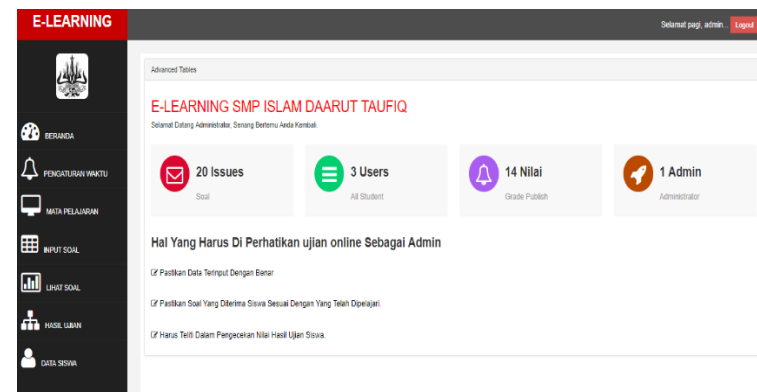 E-LEARNING
Selamat pagi, admin... Logout
Advanced Tables
E-LEARNING SMP ISLAM DAARUT TAUFIQ
Selamat Datang Administrator, Senang Bertemu Anda Kembali.
BERANDA
PENGATURAN WAKTU
MATA PELAJARAN
INPUT SOAL
LIHAT SOAL
HASIL UJIAN
DATA SISWA
20 Issues
Soal
3 Users
All Student
14 Nilai
Grade Publish
1 Admin
Administrator
Hal Yang Harus Di Perhatikan ujian online Sebagai Admin
Pastikan Data Terinput Dengan Benar
Pastikan Soal Yang Diterima Siswa Sesuai Dengan Yang Telah Dipelajari.
Harus Teliti Dalam Pengecekan Nilai Hasil Ujian Siswa.